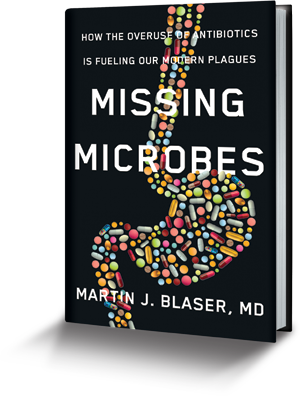 HOW THE OVERUSE OF ANTIBIOTICS
IS FUELING OUR MODERN PLAGUES
MISSING
MICROBES
MARTIN J. BLASER, MD